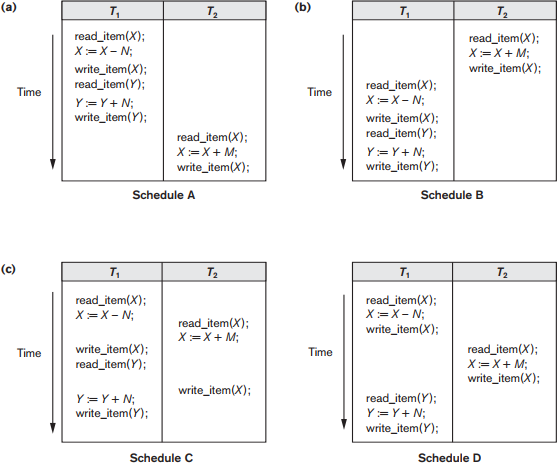 (a)
T1
T2
Time
read_item(X);
X := X – N;
write_item(X);
read_item(Y);
Y := Y + N;
write_item(Y);
read_item(X);
X := X + M;
write_item(X);
Schedule A
(b)
T1
T2
Time
read_item(X);
X := X + M;
write_item(X);
read_item(X);
X := X – N;
write_item(X);
read_item(Y);
Y := Y + N;
write_item(Y);
Schedule B
(c)
T1
T2
Time
read_item(X);
X := X – N;
read_item(X);
X := X + M;
write_item(X);
read_item(Y);
write_item(X);
Y := Y + N;
write_item(Y);
Schedule C
T1
T2
Time
read_item(X);
X := X – N;
write_item(X);
read_item(X);
X := X + M;
write_item(X);
read_item(Y);
Y := Y + N;
write_item(Y);
Schedule D